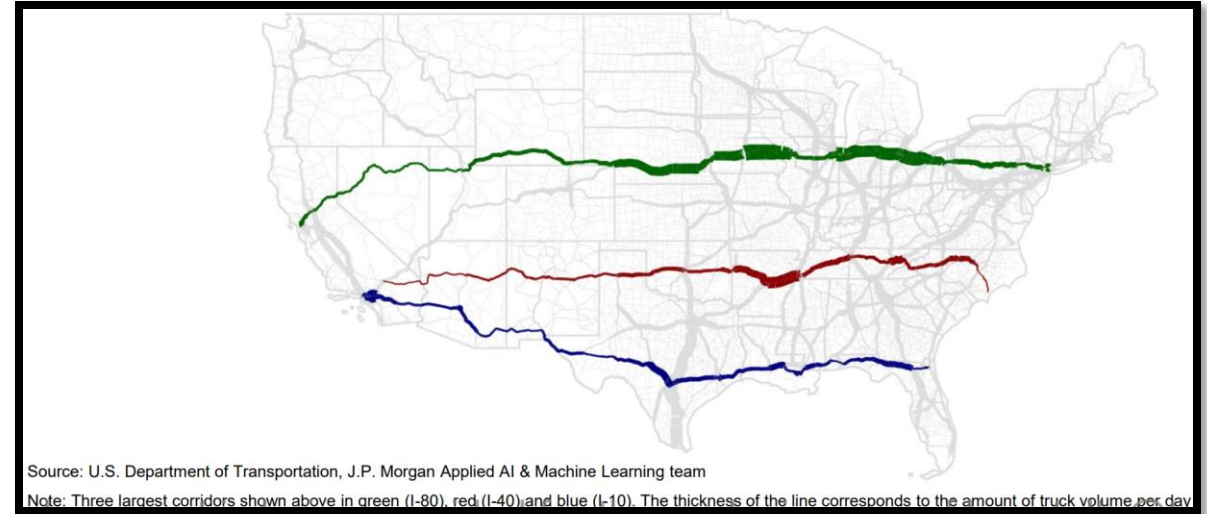 Source: U.S. Department of Transportation, J.P. Morgan Applied AI & Machine Learning team
Note: Three largest corridors shown above in green (I-80), red (I-40) and blue (I-10). The thickness of the line corresponds to the amount of truck volume per day